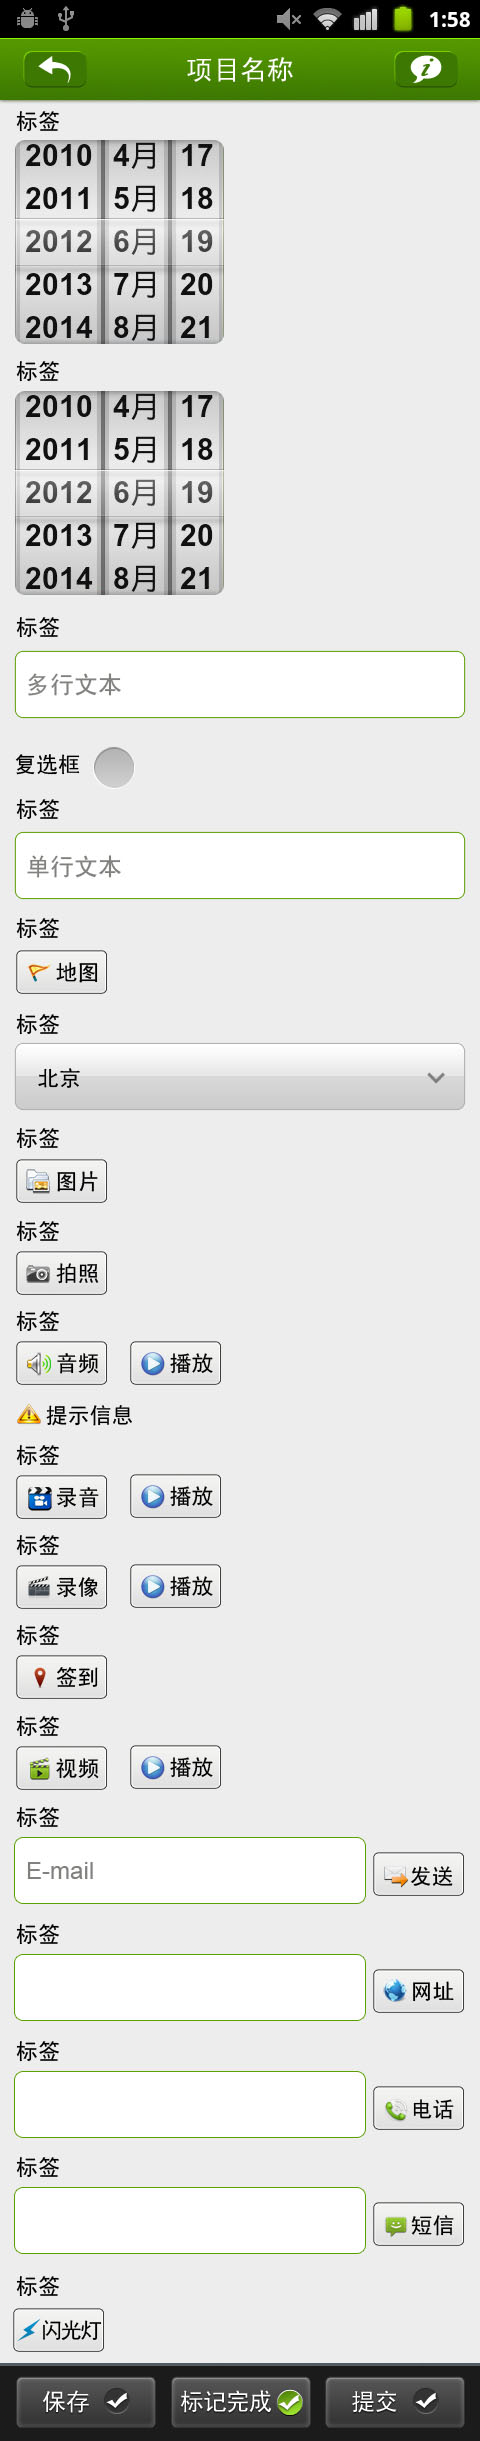 1:58
项目名称
标签
2010 4月 17
2011 5月 18
2012 6月 19
2013 7月 20
2014 8月 21
标签
2010 4月 17
2011 5月 18
2012 6月 19
2013 7月 20
2014 8月 21
标签
多行文本
复选框
标签
单行文本
标签
地图
标签
北京
标签
图片
标签
拍照
标签
音频 播放
提示信息
标签
录音 播放
标签
录像 播放
标签
签到
标签
视频 播放
标签
E-mail 发送
标签
网址
标签
电话
标签
短信
标签
闪光灯
保存 标记完成 提交